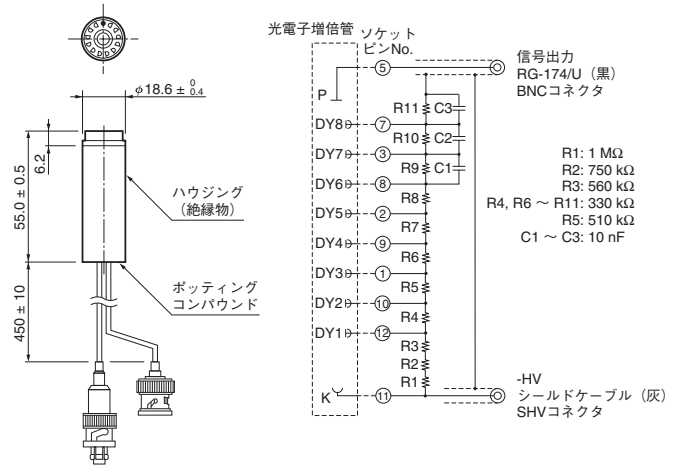 φ18.6 ± 0 0.4
6.2
55.0 ± 0.5
450 ± 10
ハウジング
（絶縁物）
ポッティング
コンパウンド
光電子増倍管
ソケット
ピンNo.
P
5
R11
C3
DY8
7
R10
C2
DY7
3
R9
C1
DY6
8
R8
DY5
2
R7
DY4
9
R6
DY3
1
R5
DY2
10
R4
DY1
12
R3
R2
R1
K
11
信号出力
RG-174/U（黒）
BNCコネクタ
R1: 1 MΩ
R2: 750 kΩ
R3: 560 kΩ
R4, R6 ～ R11: 330 kΩ
R5: 510 kΩ
C1 ～ C3: 10 nF
-HV
シールドケーブル（灰）
SHVコネクタ